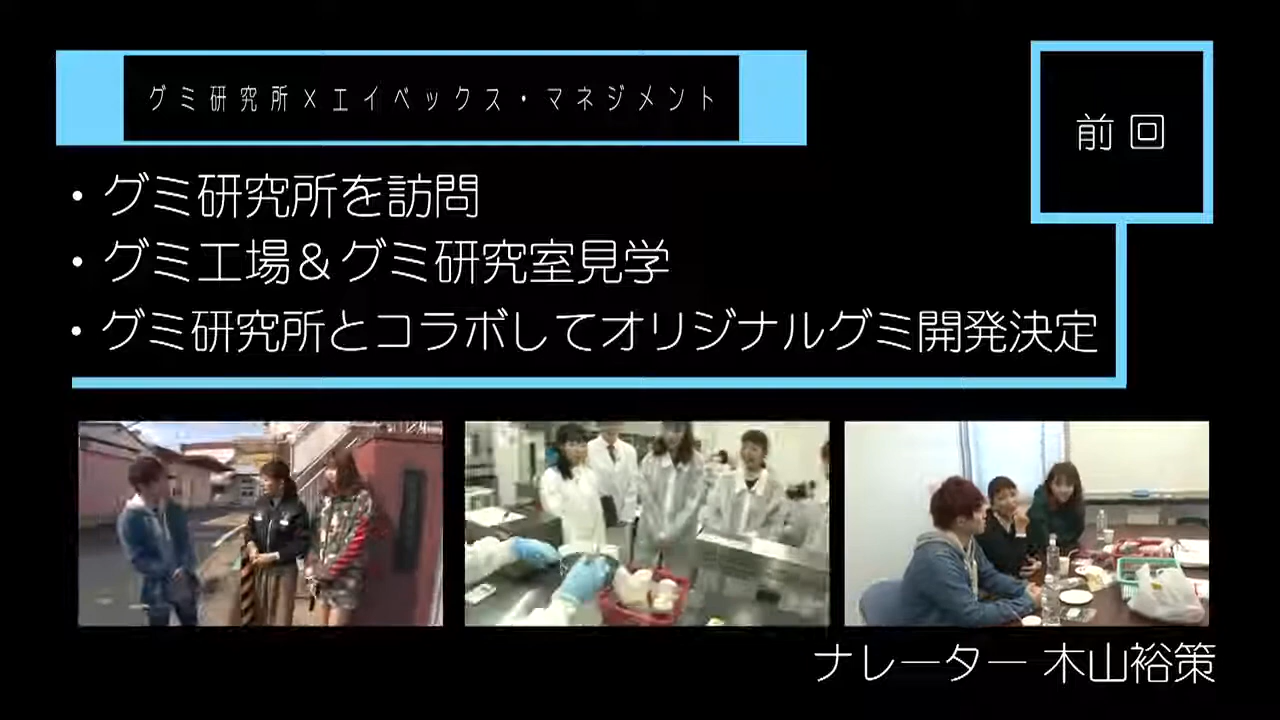 グミ研究所×エイベックス・マネジメント
前回
・グミ研究所を訪問
・グミ工場&グミ研究室見学
・グミ研究所とコラボしてオリジナルグミ開発決定
ナレーター 木山裕策